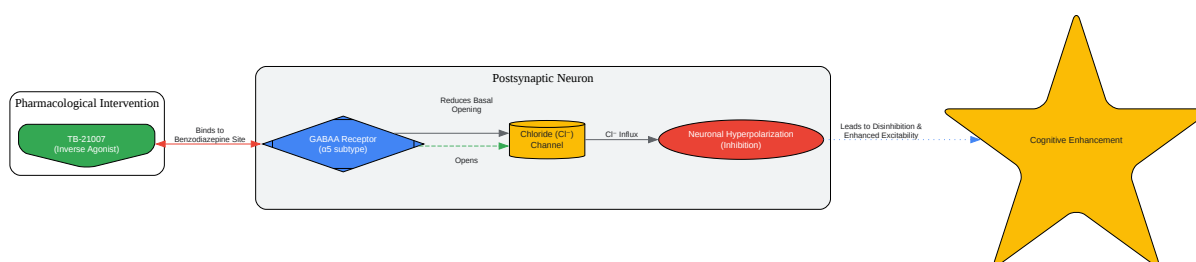 Postsynaptic Neuron
Pharmacological Intervention
TB-21007
(Inverse Agonist)
Binds to
Benzodiazepine Site
GABAA Receptor
(α5 subtype)
Reduces Basal
Opening
Opens
Chloride (Cl⁻)
Channel
Cl⁻ Influx
Neuronal Hyperpolarization
(Inhibition)
Leads to Disinhibition &
Enhanced Excitability
Cognitive Enhancement